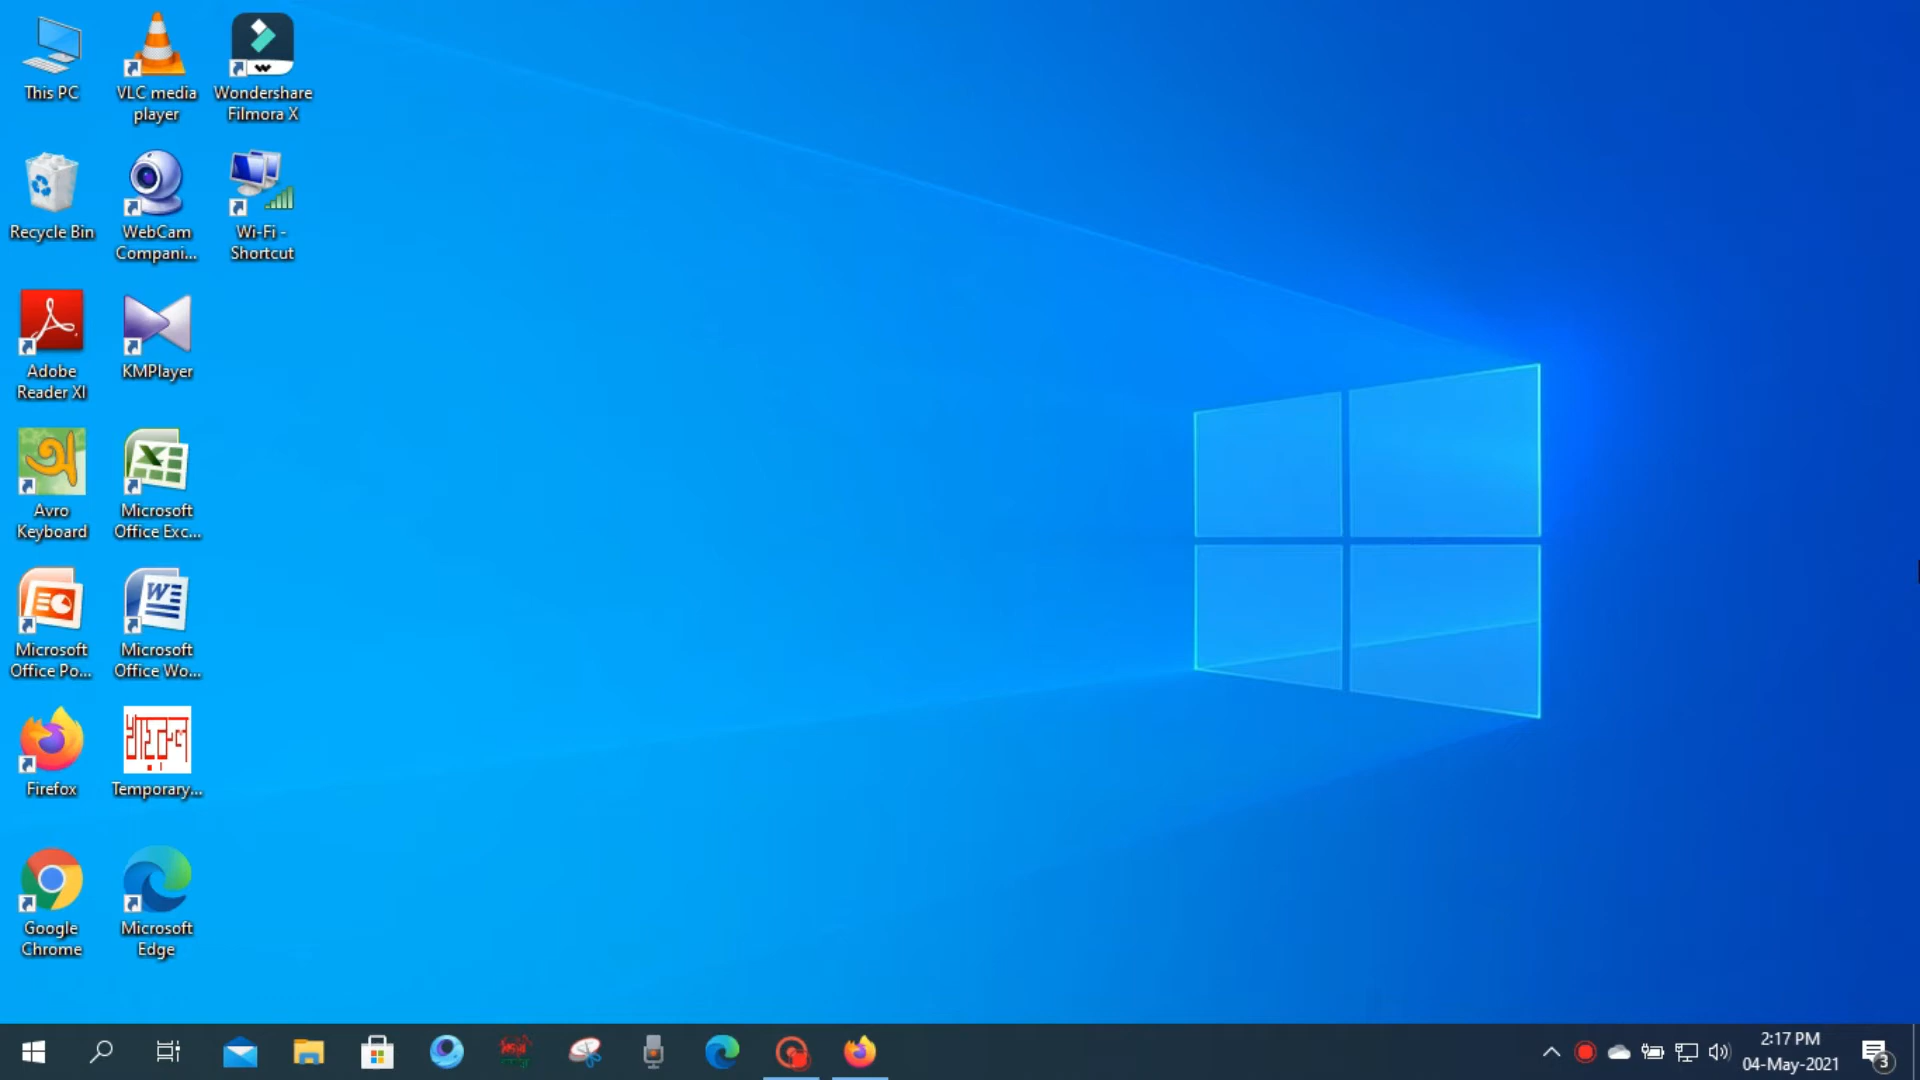 This PC
VLC media
player
Wondershare
Filmora X
Recycle Bin
WebCam
Compani...
Wi-Fi -
Shortcut
Adobe
Reader XI
KMPlayer
অ
Avro
Keyboard
Microsoft
Office Exc...
Microsoft
Office Po...
W
Microsoft
Office Wo...
Firefox
Temporary...
Google
Chrome
Microsoft
Edge
2:17 PM
04-May-2021
3